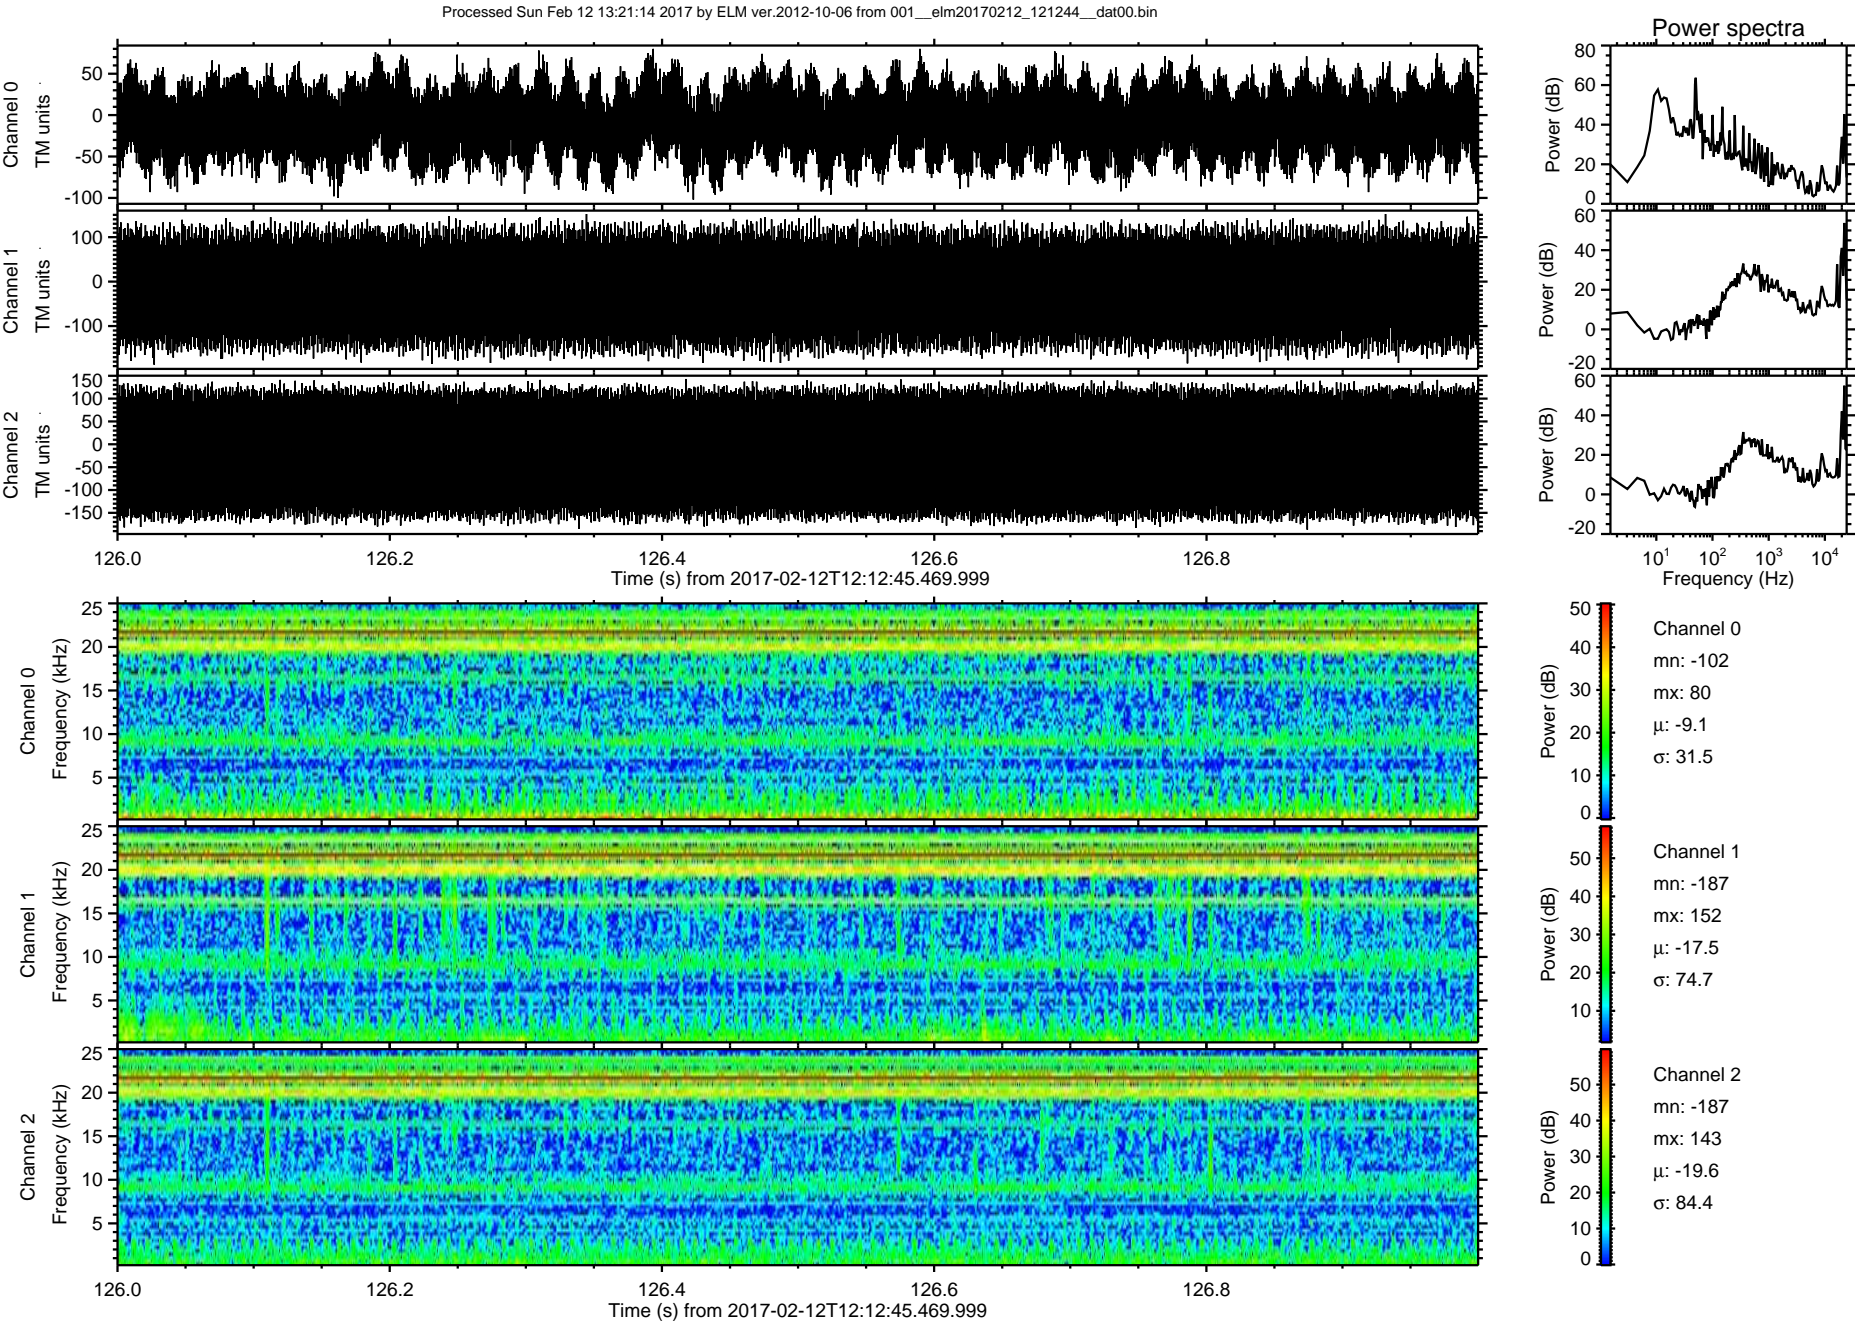 Processed Sun Feb 12 13:21:14 2017 by ELM ver.2012-10-06 from 001__elm20170212_121244__dat00.bin
Power spectra
Channel 0
TM units
50
0
-50
-100
Power (dB)
80
60
40
20
0
Channel 1
TM units
100
0
-100
Power (dB)
60
40
20
0
-20
Channel 2
TM units
150
100
50
0
-50
-100
-150
Power (dB)
60
40
20
0
-20
126.0 126.2 126.4 126.6 126.8
Time (s) from 2017-02-12T12:12:45.469.999
10^1 10^2 10^3 10^4
Frequency (Hz)
Channel 0
Frequency (kHz)
25
20
15
10
5
Power (dB)
50
40
30
20
10
0
Channel 0
mn: -102
mx: 80
μ: -9.1
σ: 31.5
Channel 1
Frequency (kHz)
25
20
15
10
5
Power (dB)
50
40
30
20
10
Channel 1
mn: -187
mx: 152
μ: -17.5
σ: 74.7
Channel 2
Frequency (kHz)
25
20
15
10
5
Power (dB)
50
40
30
20
10
0
Channel 2
mn: -187
mx: 143
μ: -19.6
σ: 84.4
126.0 126.2 126.4 126.6 126.8
Time (s) from 2017-02-12T12:12:45.469.999